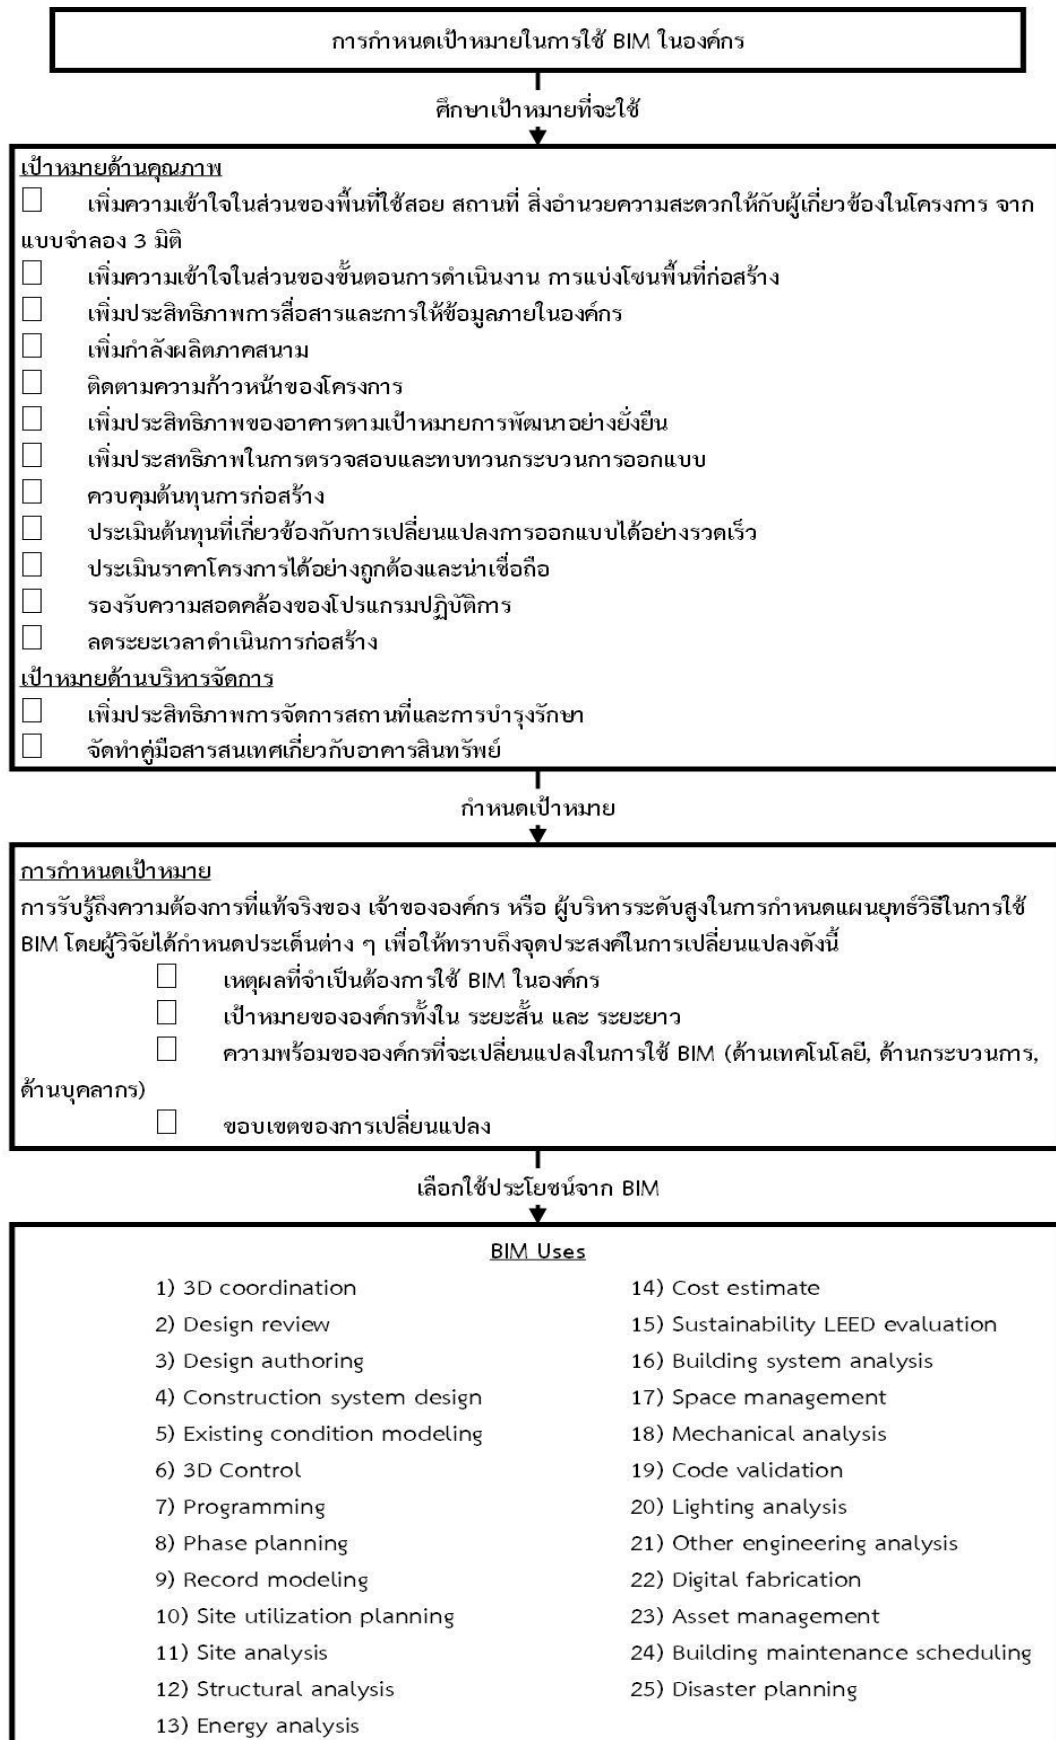 การกำหนดเป้าหมายในการใช้ BIM ในองค์กร
ศึกษาเป้าหมายที่จะใช้
เป้าหมายด้านคุณภาพ
เพิ่มความเข้าใจในส่วนของพื้นที่ใช้สอย สถานที่ สิ่งอำนวยความสะดวกให้กับผู้เกี่ยวข้องในโครงการ จาก
แบบจำลอง 3 มิติ
เพิ่มความเข้าใจในส่วนของขั้นตอนการดำเนินงาน การแบ่งโซนพื้นที่ก่อสร้าง
เพิ่มประสิทธิภาพการสื่อสารและการให้ข้อมูลภายในองค์กร
เพิ่มกำลังผลิตภาคสนาม
ติดตามความก้าวหน้าของโครงการ
เพิ่มประสิทธิภาพของอาคารตามเป้าหมายการพัฒนาอย่างยั่งยืน
เพิ่มประสทธิภาพในการตรวจสอบและทบทวนกระบวนการออกแบบ
ควบคุมต้นทุนการก่อสร้าง
ประเมินต้นทุนที่เกี่ยวข้องกับการเปลี่ยนแปลงการออกแบบได้อย่างรวดเร็ว
ประเมินราคาโครงการได้อย่างถูกต้องและน่าเชื่อถือ
รองรับความสอดคล้องของโปรแกรมปฏิบัติการ
ลดระยะเวลาดำเนินการก่อสร้าง
เป้าหมายด้านบริหารจัดการ
เพิ่มประสิทธิภาพการจัดการสถานที่และการบำรุงรักษา
จัดทำคู่มือสารสนเทศเกี่ยวกับอาคารสินทรัพย์
กำหนดเป้าหมาย
การกำหนดเป้าหมาย
การรับรู้ถึงความต้องการที่แท้จริงของ เจ้าขององค์กร หรือ ผู้บริหารระดับสูงในการกำหนดแผนยุทธ์วิธีในการใช้
BIM โดยผู้วิจัยได้กำหนดประเด็นต่าง ๆ เพื่อให้ทราบถึงจุดประสงค์ในการเปลี่ยนแปลงดังนี้
เหตุผลที่จำเป็นต้องการใช้ BIM ในองค์กร
เป้าหมายขององค์กรทั้งใน ระยะสั้น และ ระยะยาว
ความพร้อมขององค์กรที่จะเปลี่ยนแปลงในการใช้ BIM (ด้านเทคโนโลยี, ด้านกระบวนการ,
ด้านบุคลากร)
ขอบเขตของการเปลี่ยนแปลง
เลือกใช้ประโยชน์จาก BIM
BIM Uses
1) 3D coordination
2) Design review
3) Design authoring
4) Construction system design
5) Existing condition modeling
6) 3D Control
7) Programming
8) Phase planning
9) Record modeling
10) Site utilization planning
11) Site analysis
12) Structural analysis
13) Energy analysis
14) Cost estimate
15) Sustainability LEED evaluation
16) Building system analysis
17) Space management
18) Mechanical analysis
19) Code validation
20) Lighting analysis
21) Other engineering analysis
22) Digital fabrication
23) Asset management
24) Building maintenance scheduling
25) Disaster planning